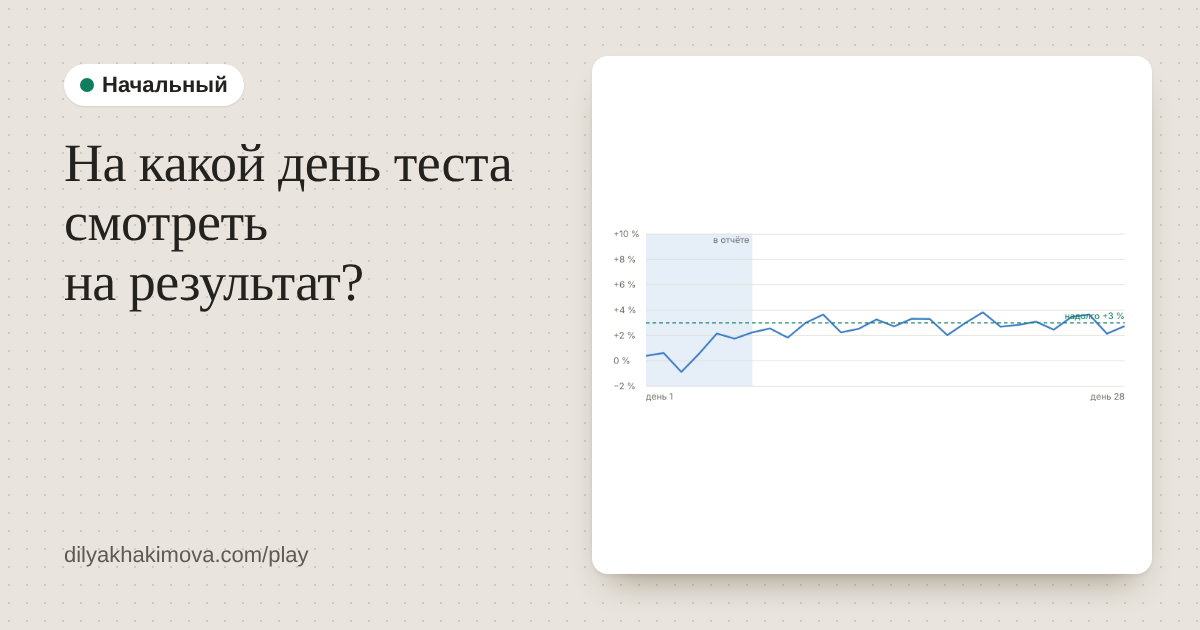 Начальный
На какой день теста
смотреть
на результат?
dilyakhakimova.com/play
+10 %
в отчёте
+8 %
+6 %
+4 %
надолго +3 %
+2 %
0 %
−2 %
день 1
день 28